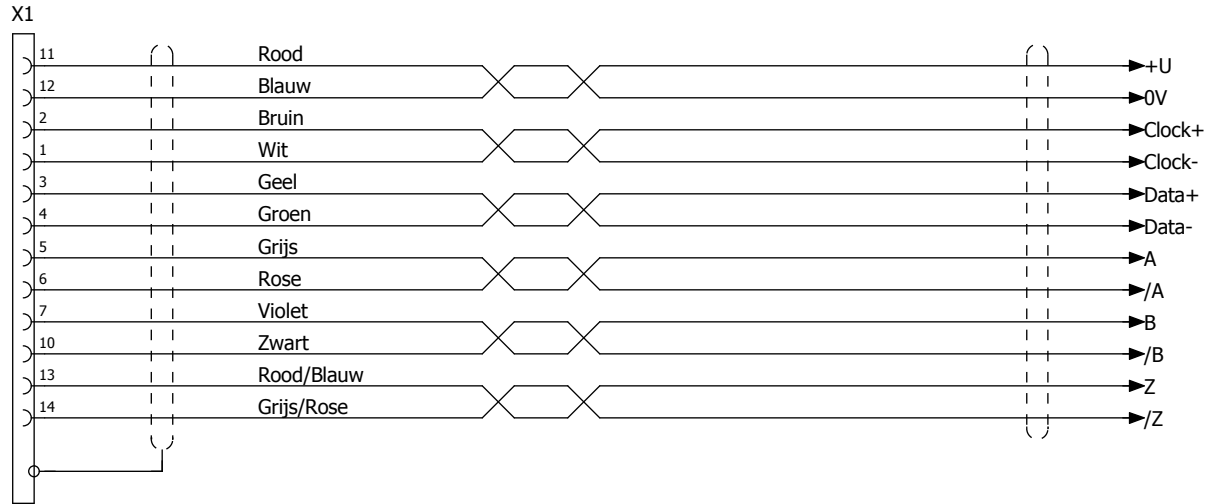 X1
11 Rood +U
12 Blauw 0V
2 Bruin Clock+
1 Wit Clock-
3 Geel Data+
4 Groen Data-
5 Grijs A
6 Rose /A
7 Violet B
10 Zwart /B
13 Rood/Blauw Z
14 Grijs/Rose /Z